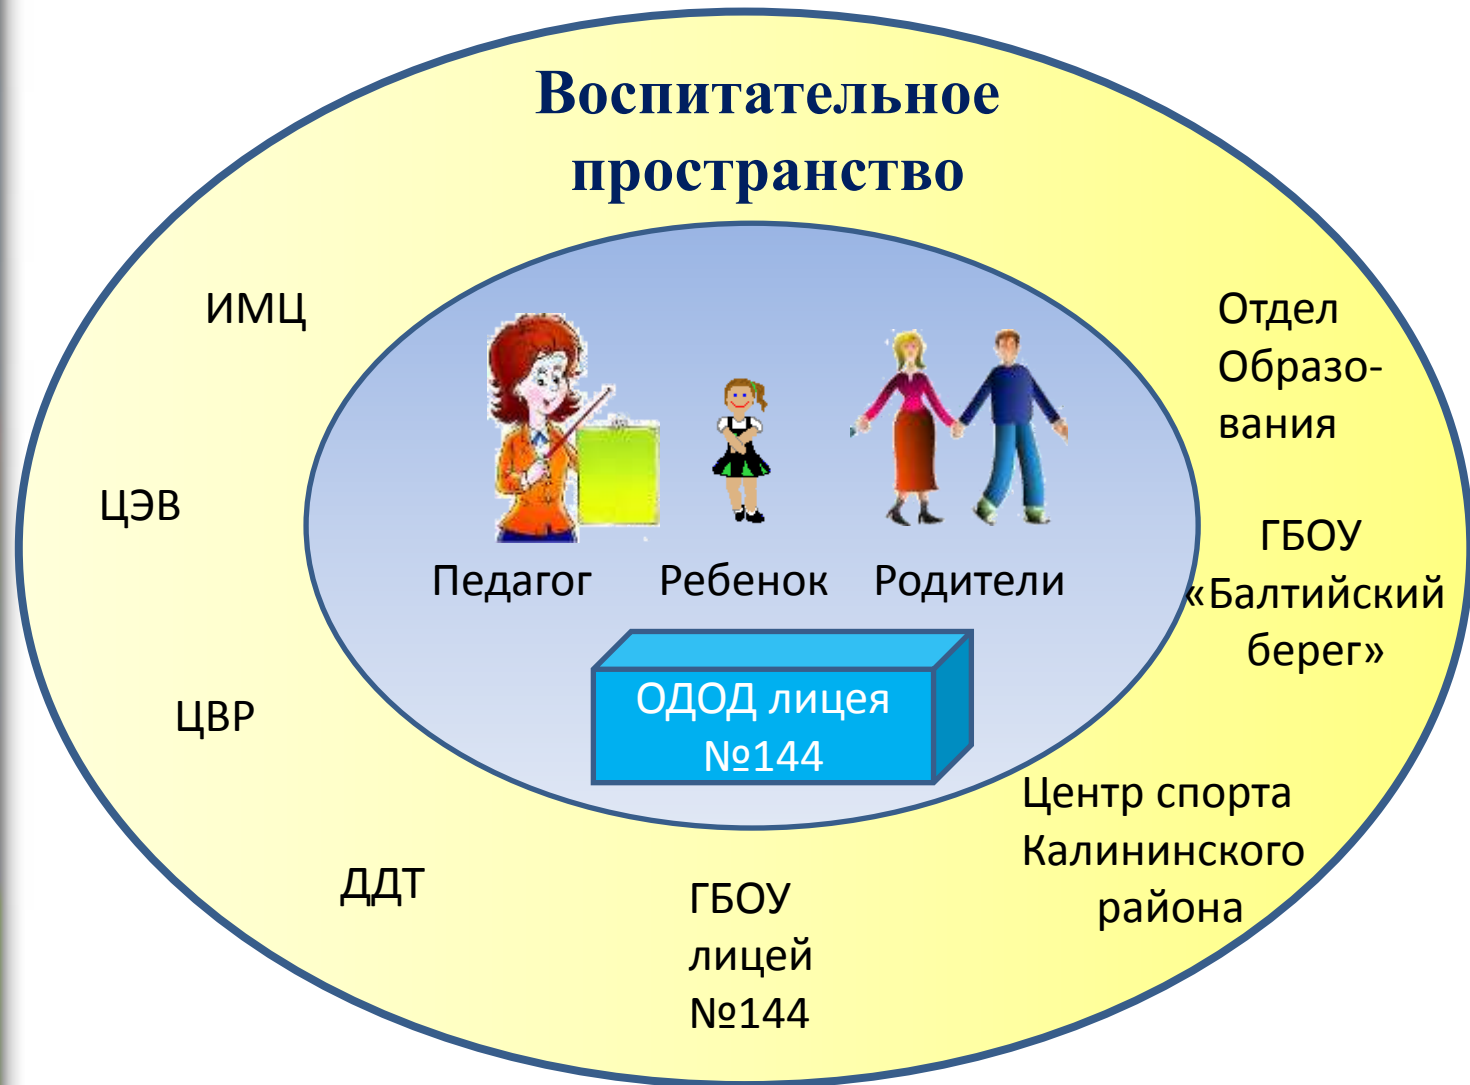 Воспитательное
пространство
ИМЦ
ЦЭВ
ЦВР
ДДТ
ГБОУ
лицей
№144
Центр спорта
Калининского
района
ГБОУ
«Балтийский
берег»
Отдел
Образо-
вания
Педагог
Ребенок
Родители
ОДОД лицея
№144